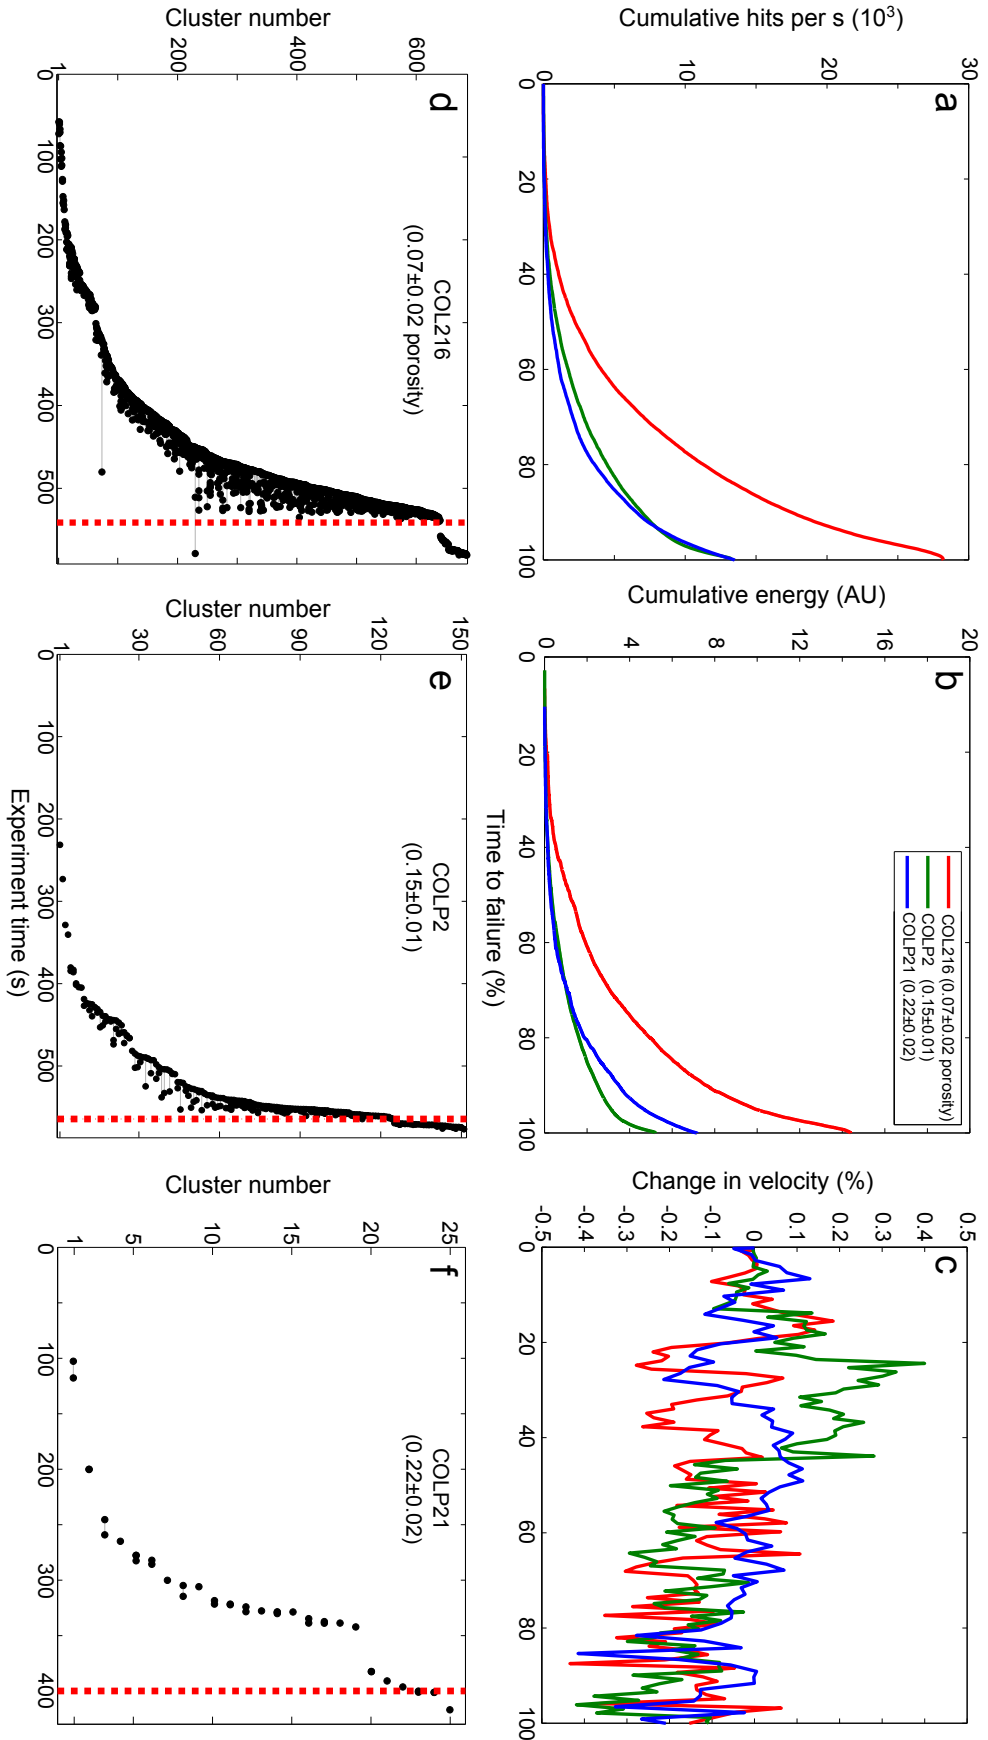 a
Cumulative hits per s (10³)
30
20
10
0
0 20 40 60 80 100
b
Cumulative energy (AU)
20
16
12
8
4
0
0 20 40 60 80 100
Time to failure (%)
COL216 (0.07±0.02 porosity)
COLP2 (0.15±0.01)
COLP21 (0.22±0.02)
c
Change in velocity (%)
0.5
0.4
0.3
0.2
0.1
0
-0.1
-0.2
-0.3
-0.4
-0.5
0 20 40 60 80 100
d
Cluster number
600
400
200
1
0 100 200 300 400 500
COL216
(0.07±0.02 porosity)
e
Cluster number
150
120
90
60
30
1
0 100 200 300 400 500
Experiment time (s)
COLP2
(0.15±0.01)
f
Cluster number
25
20
15
10
5
1
0 100 200 300 400
COLP21
(0.22±0.02)